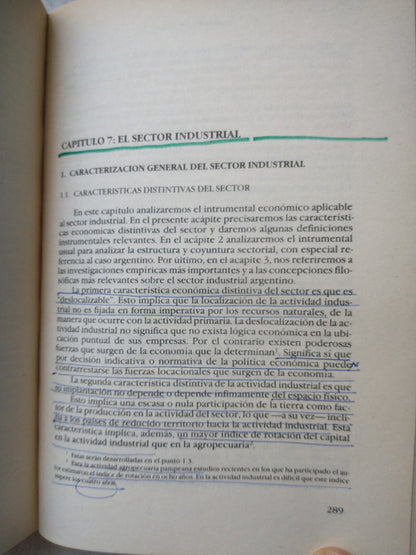 CAPITULO 7: EL SECTOR INDUSTRIAL
1. CARACTERIZACION GENERAL DEL SECTOR INDUSTRIAL
1.1. CARACTERISTICAS DISTINTIVAS DEL SECTOR
En este capítulo analizaremos el intrumental económico aplicable
al sector industrial. En el presente acápite precisaremos las característi-
cas economicas distintivas del sector y daremos algunas definiciones
instrumentales relevantes. En el acápite 2 analizaremos el intrumental
usual para analizar la estructura y coyuntura sectorial, con especial re-
ferencia al caso argentino. Por último, en el acapite 3, nos referiremos a
las investigaciones empíricas más importantes y a las concepciones filo-
sóficas más relevantes sobre el sector industrial argentino.
La primera característica económica distintiva del sector es que es
"deslocalizable". Esto implica que la localización de la actividad indus-
trial no es fijada en forma imperativa por los recursos naturales, de la
manera que ocurre con la actividad primaria. La deslocalización de la ac-
tividad industrial no significa que no exista lógica económica en la ubi-
cación puntual de sus empresas. Por el contrario existen poderosas
fuerzas que surgen de la economía que la determinan¹. Significa sí que
por decisión indicativa o normativa de la política económica pueden
contrarrestarse las fuerzas locacionales que surgen de la economía.
La segunda característica distintiva de la actividad industrial es que
su implantación no depende o depende ínfimamente del espacio físico.
Esto implica una escasa o nula participación de la tierra como fac-
tor de la producción en la actividad del sector, lo que —a su vez— incli-
na a los países de reducido territorio hacia la actividad industrial. Esta
característica implica, además, un mayor índice de rotación del capital
en la actividad industrial que en la agropecuaria².
¹ Estas serán desarrolladas en el punto 1.3.
² Para la actividad agropecuaria pampeana estudios recientes en los que ha participado el au-
tor estimaron el índice de rotación en ocho años. En la actividad industrial es difícil que este índice
supere los cuatro años.
289